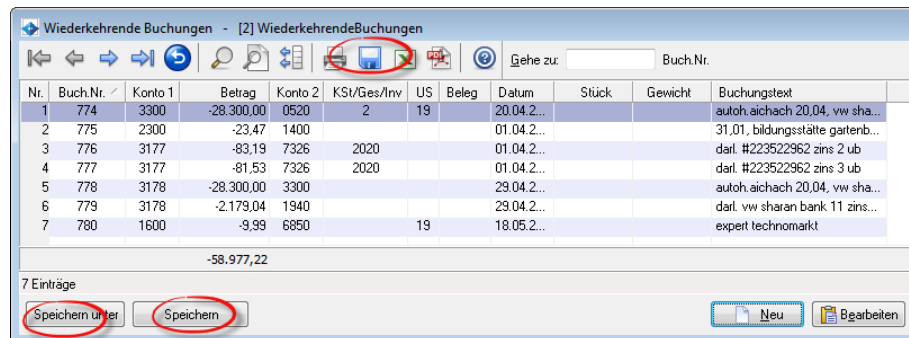 Wiederkehrende Buchungen - [2] WiederkehrendeBuchungen
Gehe zu: Buch.Nr.
Nr. Buch.Nr. Konto 1 Betrag Konto 2 KSt/Ges/Inv US Beleg Datum Stück Gewicht Buchungstext
1 774 3300 -28.300,00 0520 2 19 20.04.2... autoh.aichach 20,04, vw sha...
2 775 2300 -23,47 1400 01.04.2... 31,01, bildungsstätte gartenb...
3 776 3177 -83,19 7326 2020 01.04.2... darl. #223522962 zins 2 ub
4 777 3177 -81,53 7326 2020 01.04.2... darl. #223522962 zins 3 ub
5 778 3178 -28.300,00 3300 29.04.2... autoh.aichach 20,04, vw sha...
6 779 3178 -2.179,04 1940 29.04.2... darl. vw sharan bank 11 zins...
7 780 1600 -9,99 6850 19 18.05.2... expert technomarkt
-58.977,22
7 Einträge
Speichern unter Speichern Neu Bearbeiten